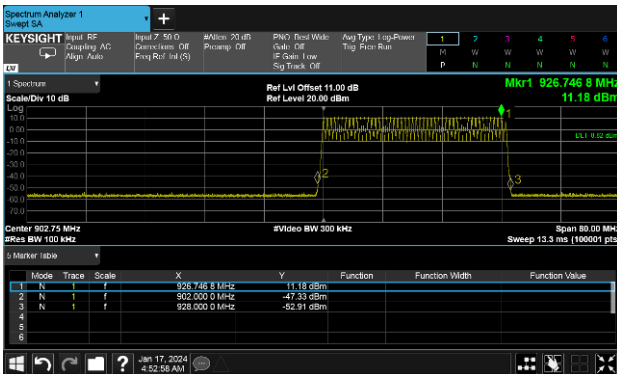 Spectrum Analyzer 1
Swept SA
KEYSIGHT Input: RF Input Z: 50 Ω #Atten: 20 dB PNO: Best Wide Avg Type: Log-Power 1 2 3 4 5 6
Coupling: AC Corrections: Off Preamp: Off Gate: Off Trig: Free Run M W W W W W
Align: Auto Freq Ref: Int (S) IF Gain: Low
Sig Track: Off P N N N N N
1 Spectrum
Ref Lvl Offset 11.00 dB
Mkr1 926.746 8 MHz
Scale/Div 10 dB Ref Level 20.00 dBm 11.18 dBm
Log
10.0
0.00
-10.0
-20.0
-30.0
-40.0
-50.0
-60.0
-70.0
1
2
3
Center 902.75 MHz #Video BW 300 kHz Span 80.00 MHz
#Res BW 100 kHz Sweep 13.3 ms (100001 pts
5 Marker Table
Mode Trace Scale X Y Function Function Width Function Value
1 N 1 f 926.746 8 MHz 11.18 dBm
2 N 1 f 902.000 0 MHz -47.33 dBm
3 N 1 f 928.000 0 MHz -52.91 dBm
4
5
6
Jan 17, 2024
4:52:58 AM